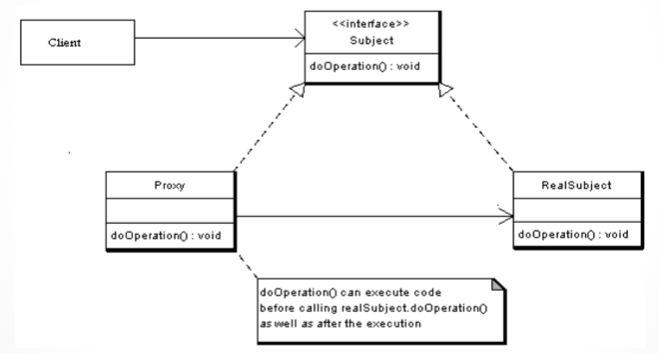 Client
<<interface>>
Subject
doOperation() : void
Proxy
doOperation() : void
RealSubject
doOperation() : void
doOperation() can execute code
before calling realSubject.doOperation()
as well as after the execution